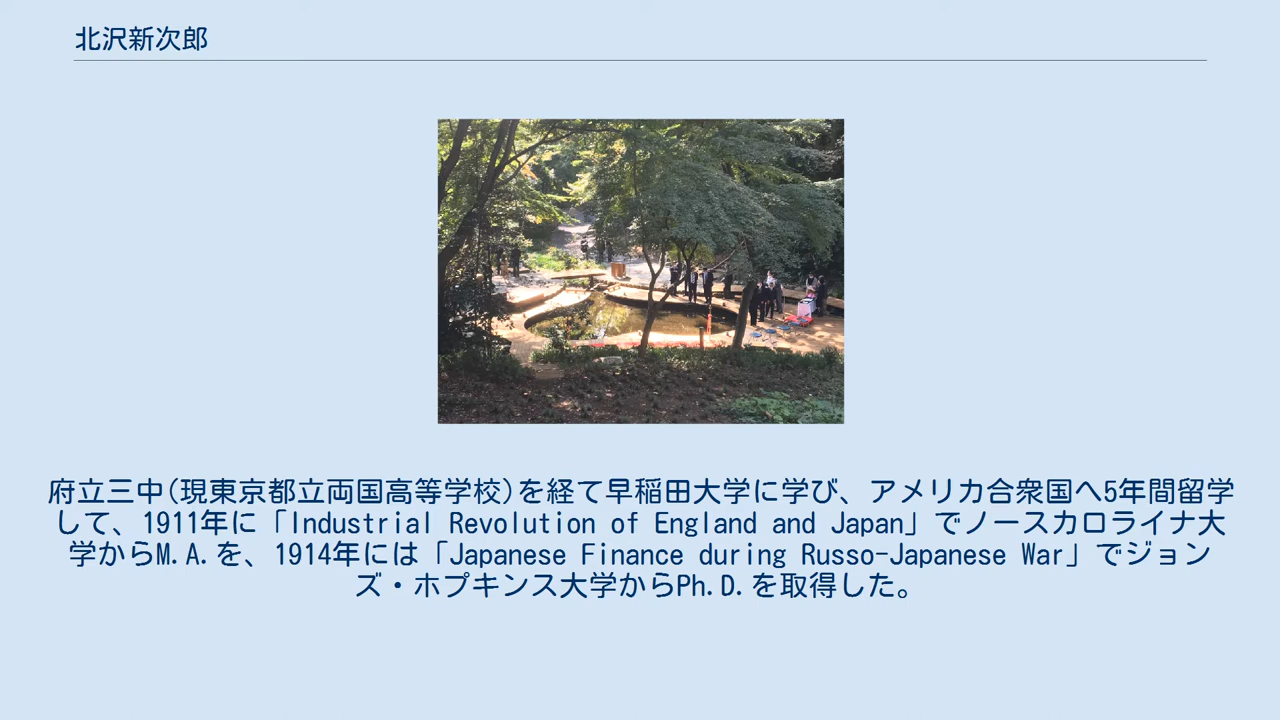 北沢新次郎
府立三中(現東京都立両国高等学校)を経て早稲田大学に学び、アメリカ合衆国へ5年間留学
して、1911年に「Industrial Revolution of England and Japan」でノースカロライナ大
学からM.A.を、1914年には「Japanese Finance during Russo-Japanese War」でジョン
ズ・ホプキンス大学からPh.D.を取得した。